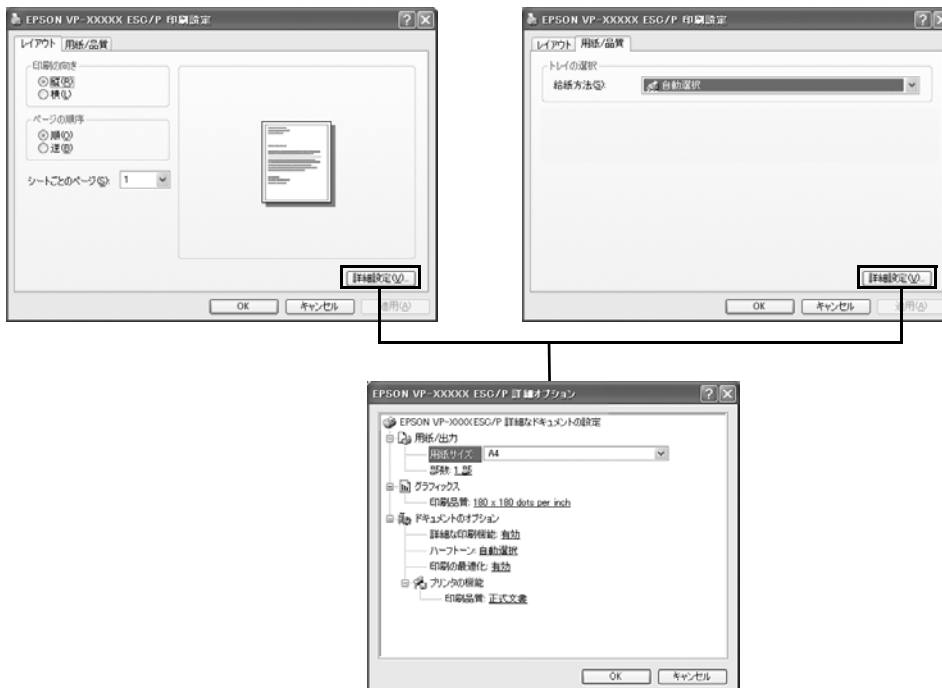 EPSON VP-XXXXX ESC/P 印刷設定
レイアウト 用紙/品質
印刷の向き
縦(R)
横(L)
ページの順序
順(O)
逆(B)
シートごとのページ(S): 1
詳細設定(V)...
OK キャンセル 適用(A)
EPSON VP-XXXXX ESC/P 印刷設定
レイアウト 用紙/品質
トレイの選択
給紙方法(S): 自動選択
詳細設定(V)...
OK キャンセル 適用(A)
EPSON VP-XXXXX ESC/P 詳細オプション
EPSON VP-XXXX ESC/P 詳細なドキュメントの設定
用紙/出力
用紙サイズ: A4
部数: 1 部
グラフィックス
印刷品質: 180 x 180 dots per inch
ドキュメントのオプション
詳細な印刷機能: 有効
ハーフトーン: 自動選択
印刷の最適化: 有効
プリンタの機能
印刷品質: 正式文書
OK キャンセル